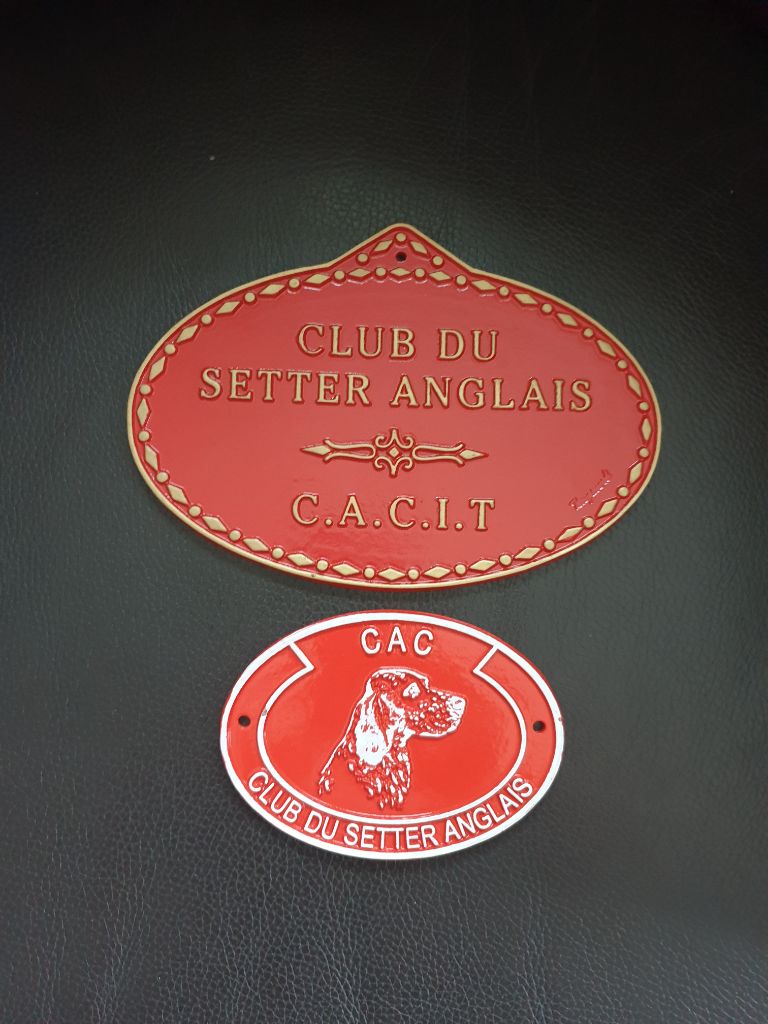 CLUB DU
SETTER ANGLAIS
C.A.C.I.T
CAC
CLUB DU SETTER ANGLAIS